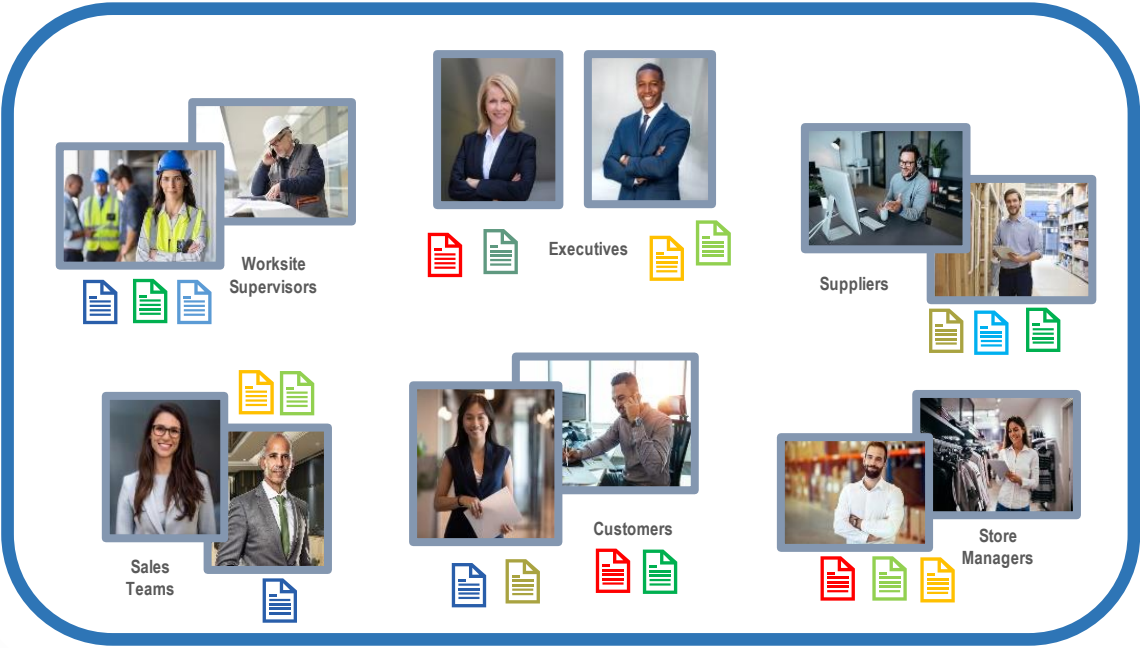 Executives
Worksite
Supervisors
Suppliers
Sales
Teams
Customers
Store
Managers